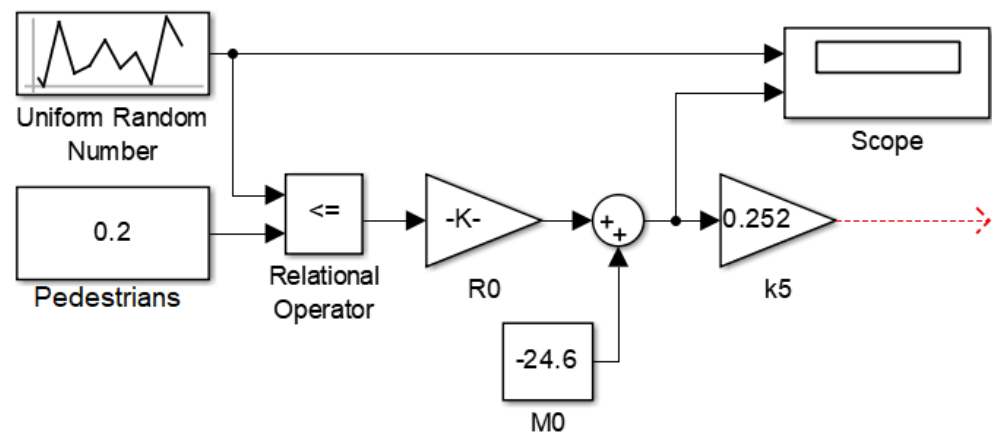 Uniform Random
Number
0.2
Pedestrians
<=
Relational
Operator
-K-
R0
+
+
-24.6
M0
0.252
k5
Scope